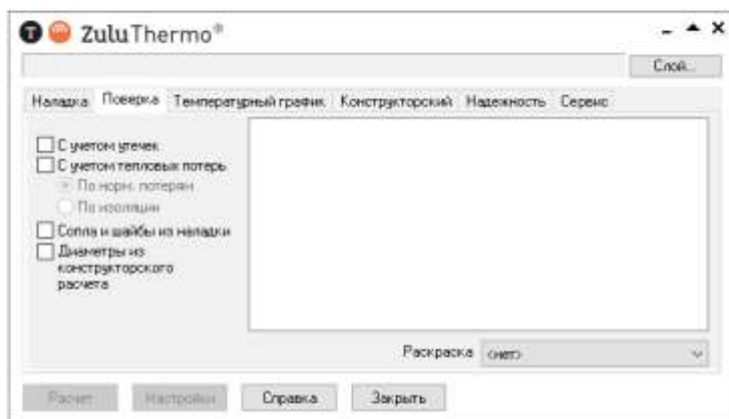 ZuluThermo®
Слой...
Наладка Поверка Температурный график Конструкторский Надежность Сервис
С учетом утечек
С учетом тепловых потерь
По норм. потерям
По изоляции
Сопла и шайбы из наладки
Диаметры из
конструкторского
расчета
Раскраска <нет>
Расчет Настройки Справка Закрыть